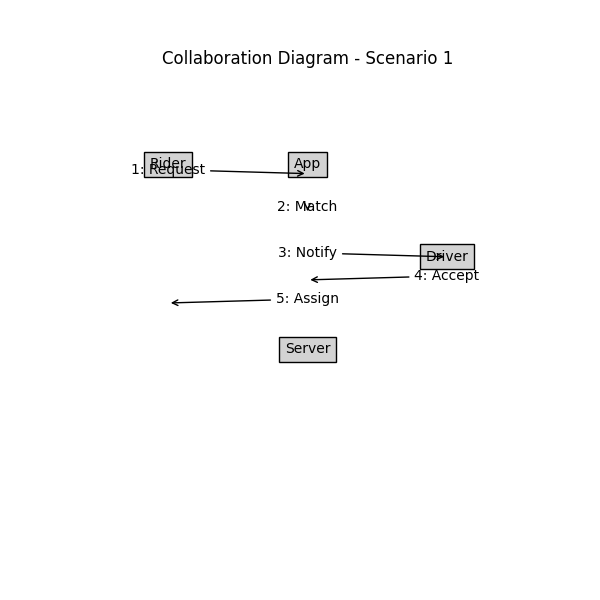 Collaboration Diagram - Scenario 1
Rider
App
1: Request
2: Match
3: Notify
Driver
4: Accept
5: Assign
Server